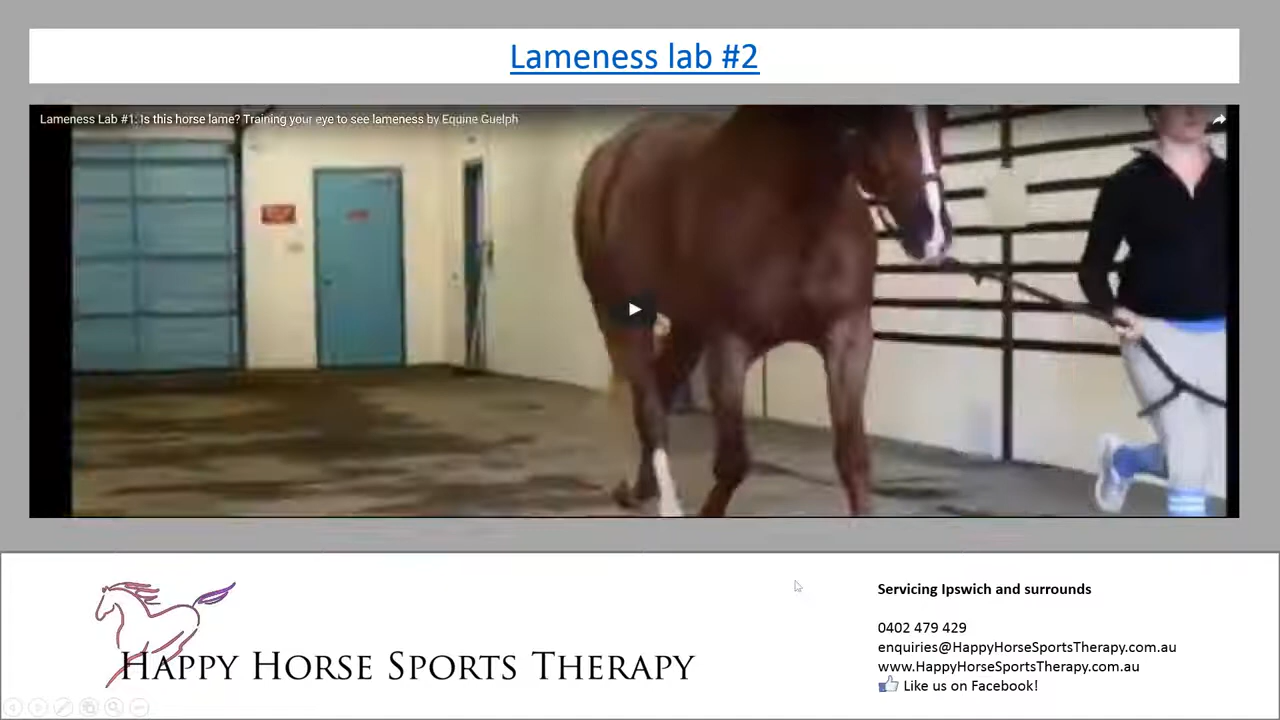 Lameness lab #2
Lameness Lab #1: Is this horse lame? Training your eye to see lameness by Equine Guelph
HAPPY HORSE SPORTS THERAPY
Servicing Ipswich and surrounds
0402 479 429
enquiries@HappyHorseSportsTherapy.com.au
www.HappyHorseSportsTherapy.com.au
Like us on Facebook!